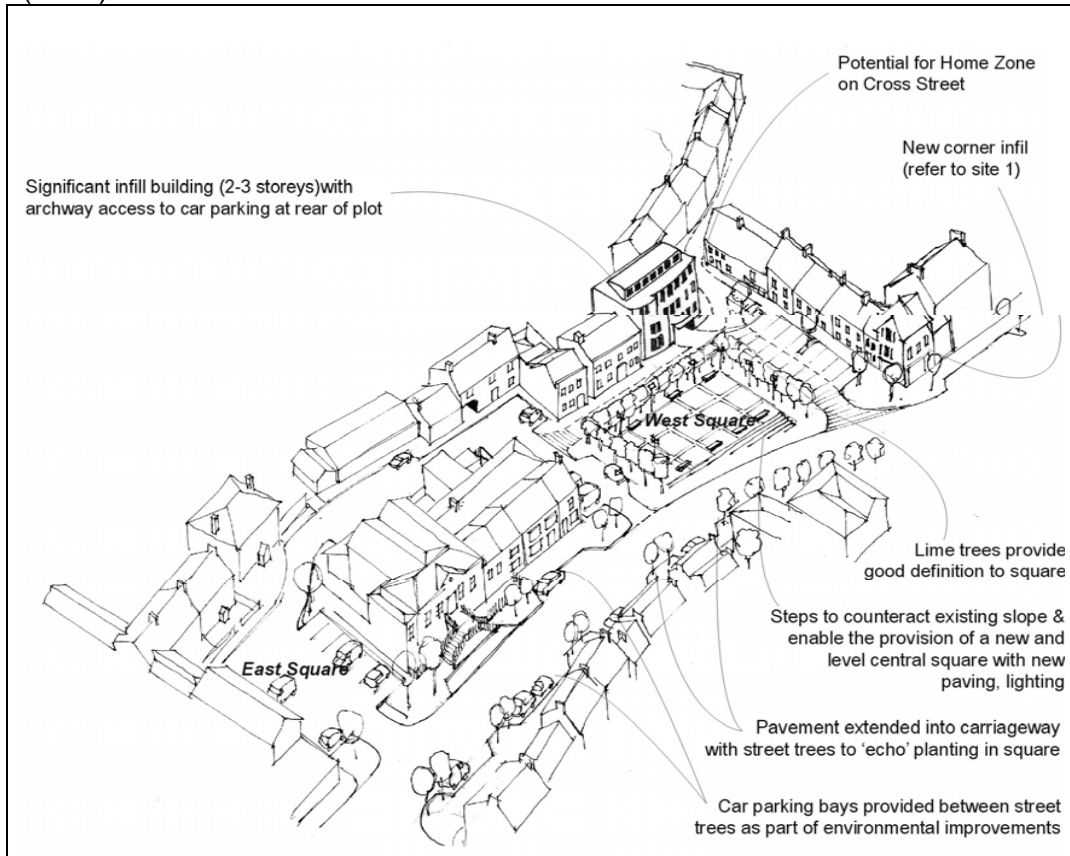 Potential for Home Zone
on Cross Street
New corner infil
(refer to site 1)
Significant infill building (2-3 storeys)with
archway access to car parking at rear of plot
West Square
Lime trees provide
good definition to square
Steps to counteract existing slope &
enable the provision of a new and
level central square with new
paving, lighting
East Square
Pavement extended into carriageway
with street trees to ‘echo’ planting in square
Car parking bays provided between street
trees as part of environmental improvements